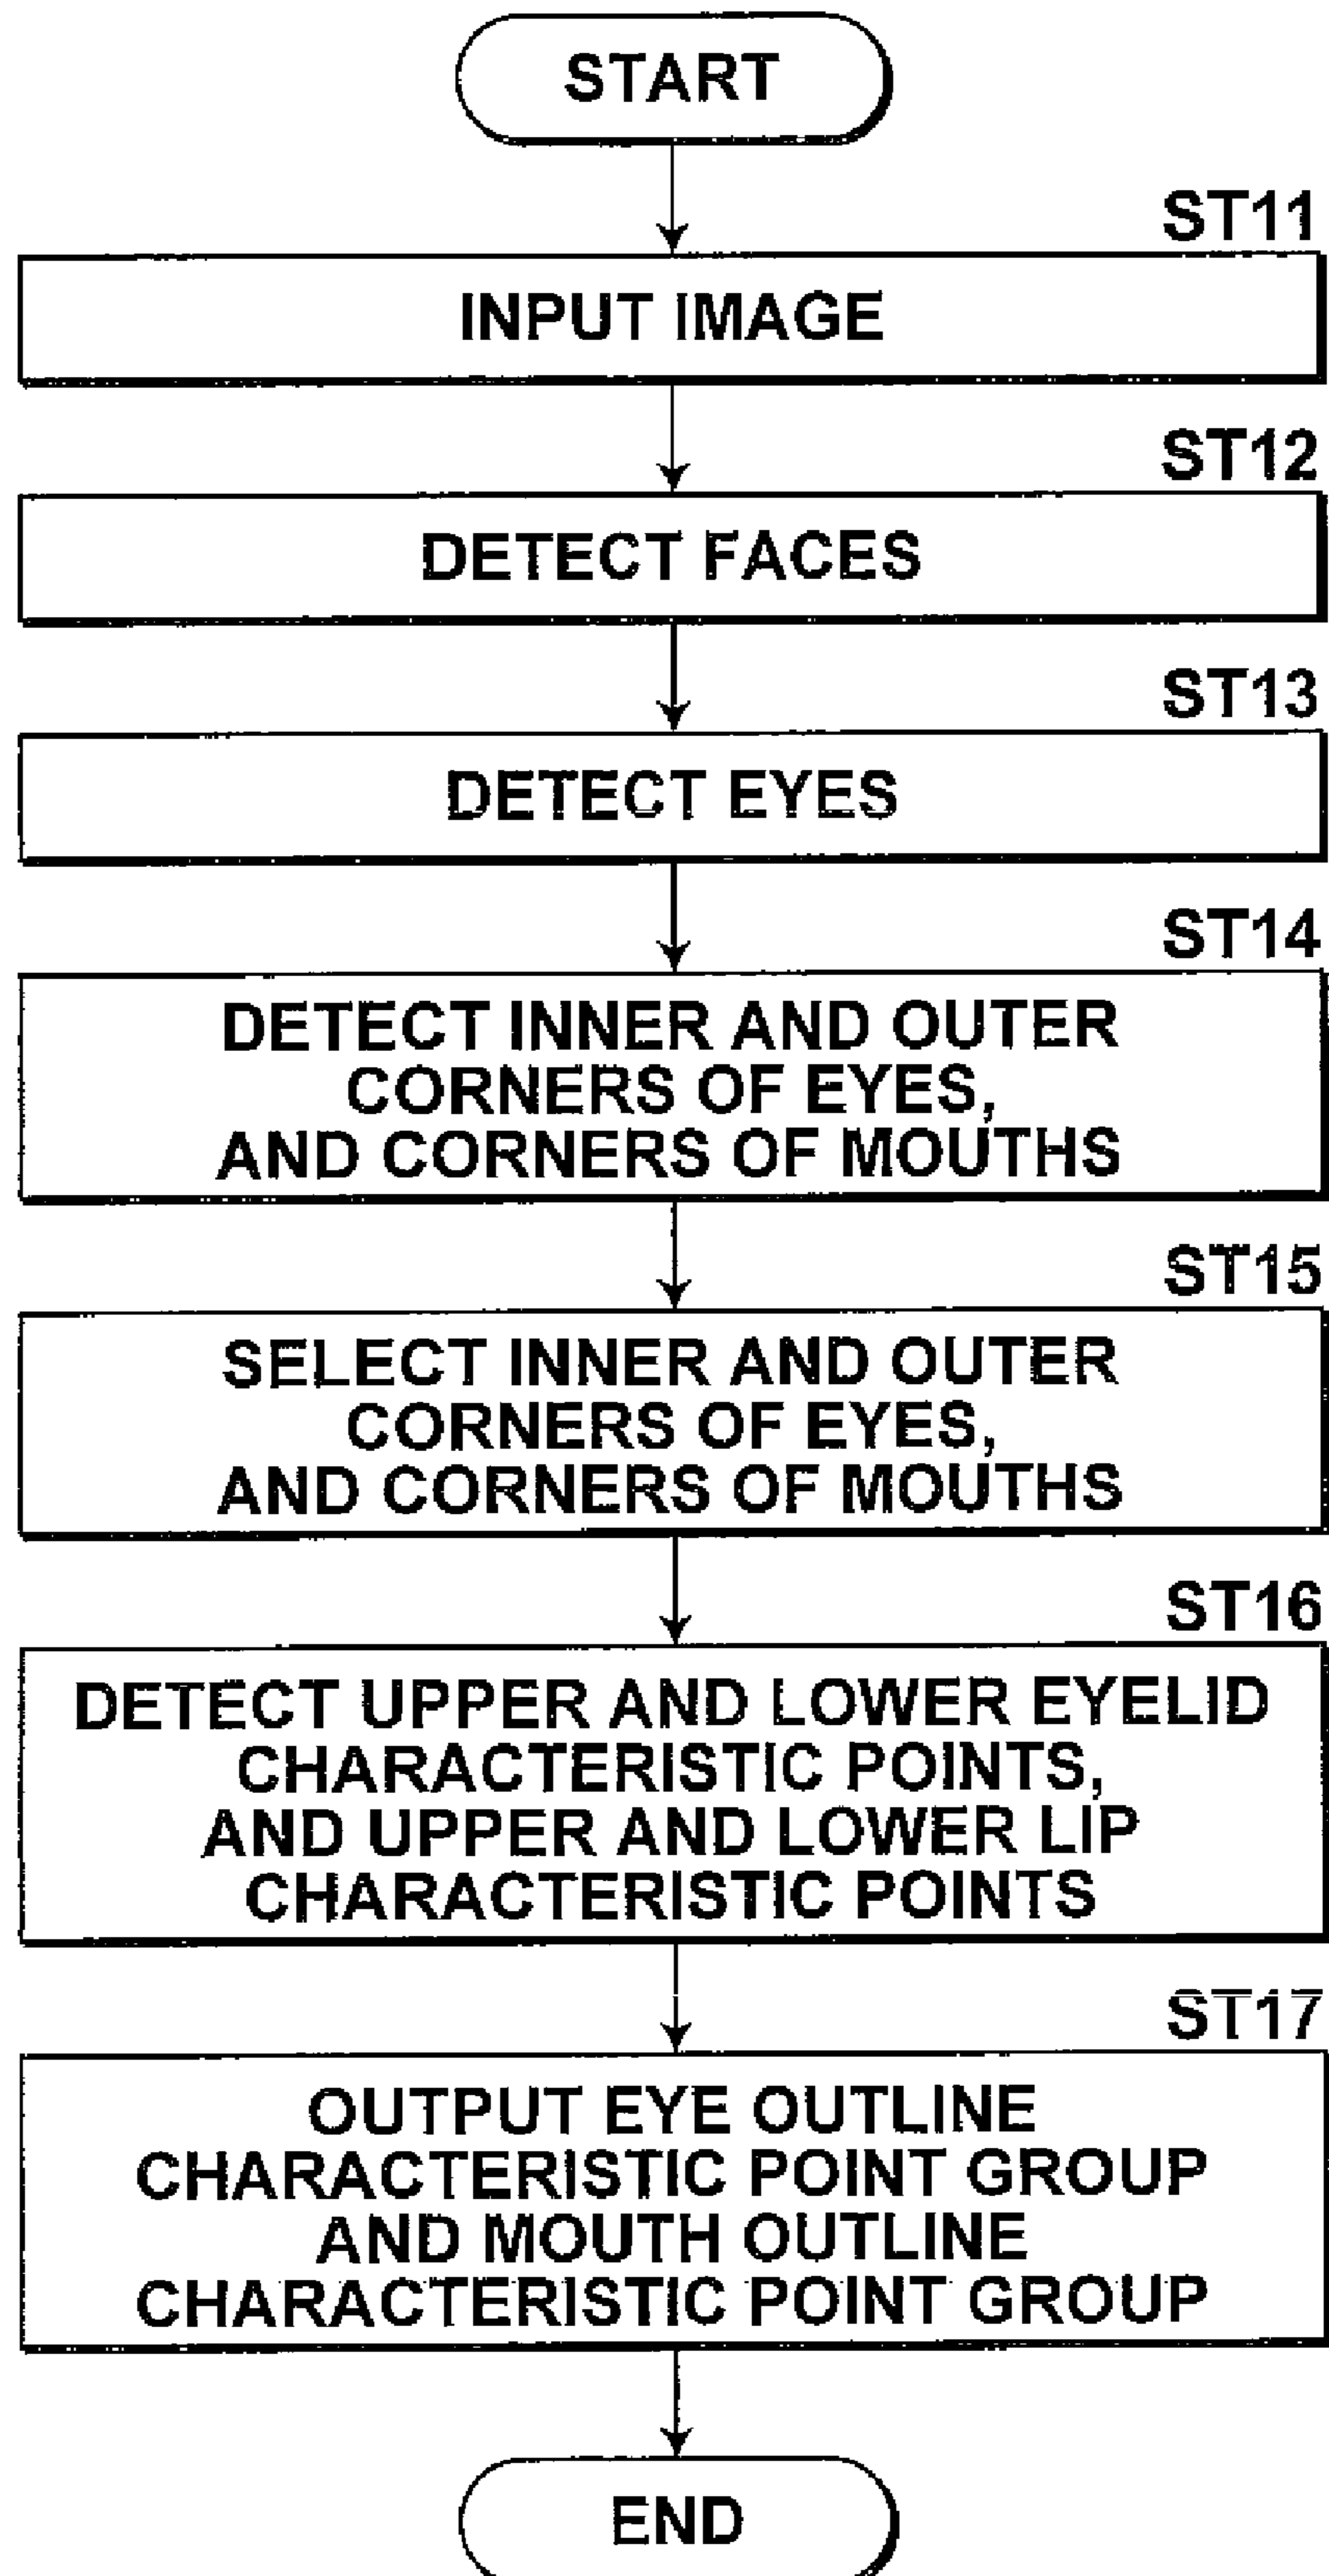 START
ST11
INPUT IMAGE
ST12
DETECT FACES
ST13
DETECT EYES
ST14
DETECT INNER AND OUTER
CORNERS OF EYES,
AND CORNERS OF MOUTHS
ST15
SELECT INNER AND OUTER
CORNERS OF EYES,
AND CORNERS OF MOUTHS
ST16
DETECT UPPER AND LOWER EYELID
CHARACTERISTIC POINTS,
AND UPPER AND LOWER LIP
CHARACTERISTIC POINTS
ST17
OUTPUT EYE OUTLINE
CHARACTERISTIC POINT GROUP
AND MOUTH OUTLINE
CHARACTERISTIC POINT GROUP
END